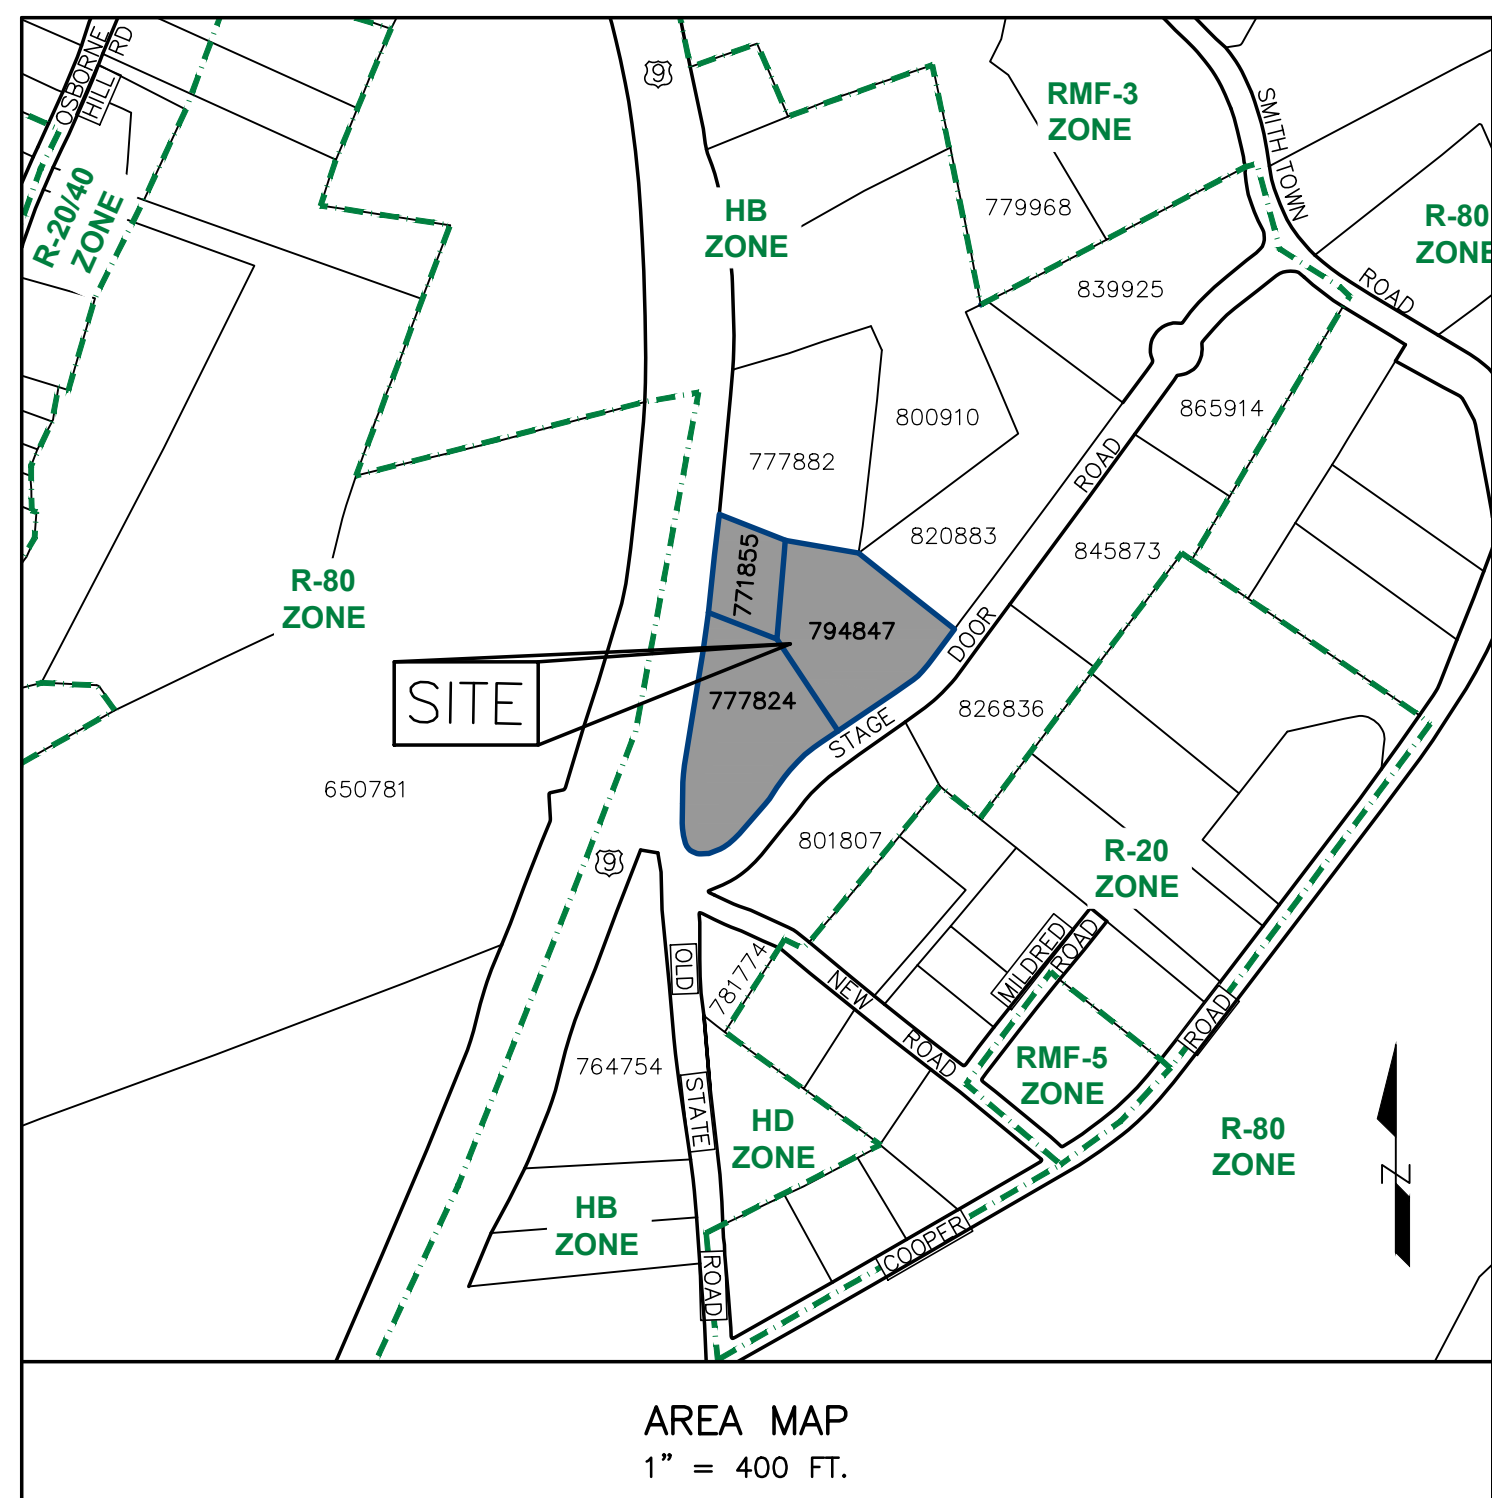 OSBORNE
HILL
RD
9
RMF-3
ZONE
SMITHTOWN
ROAD
R-20/40
ZONE
HB
ZONE
779968
R-80
ZONE
839925
865914
800910
777882
ROAD
820883
845873
771855
R-80
ZONE
794847
DOOR
SITE
777824
826836
STAGE
650781
801807
9
R-20
ZONE
MILDRED
ROAD
OLD
781774
NEW
ROAD
ROAD
764754
RMF-5
ZONE
STATE
HD
ZONE
R-80
ZONE
HB
ZONE
COOPER
ROAD
N
AREA MAP
1" = 400 FT.